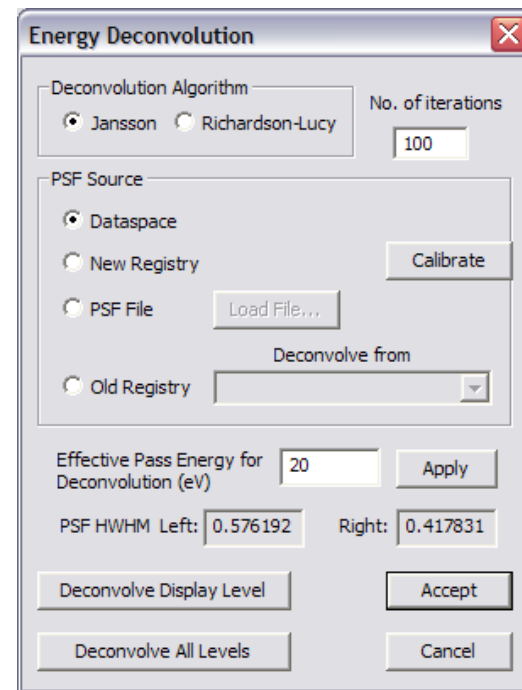 Energy Deconvolution
Deconvolution Algorithm
Jansson Richardson-Lucy
No. of iterations
100
PSF Source
Dataspace
New Registry
Calibrate
PSF File
Load File...
Deconvolve from
Old Registry
Effective Pass Energy for
Deconvolution (eV)
20
Apply
PSF HWHM Left: 0.576192 Right: 0.417831
Deconvolve Display Level
Accept
Deconvolve All Levels
Cancel